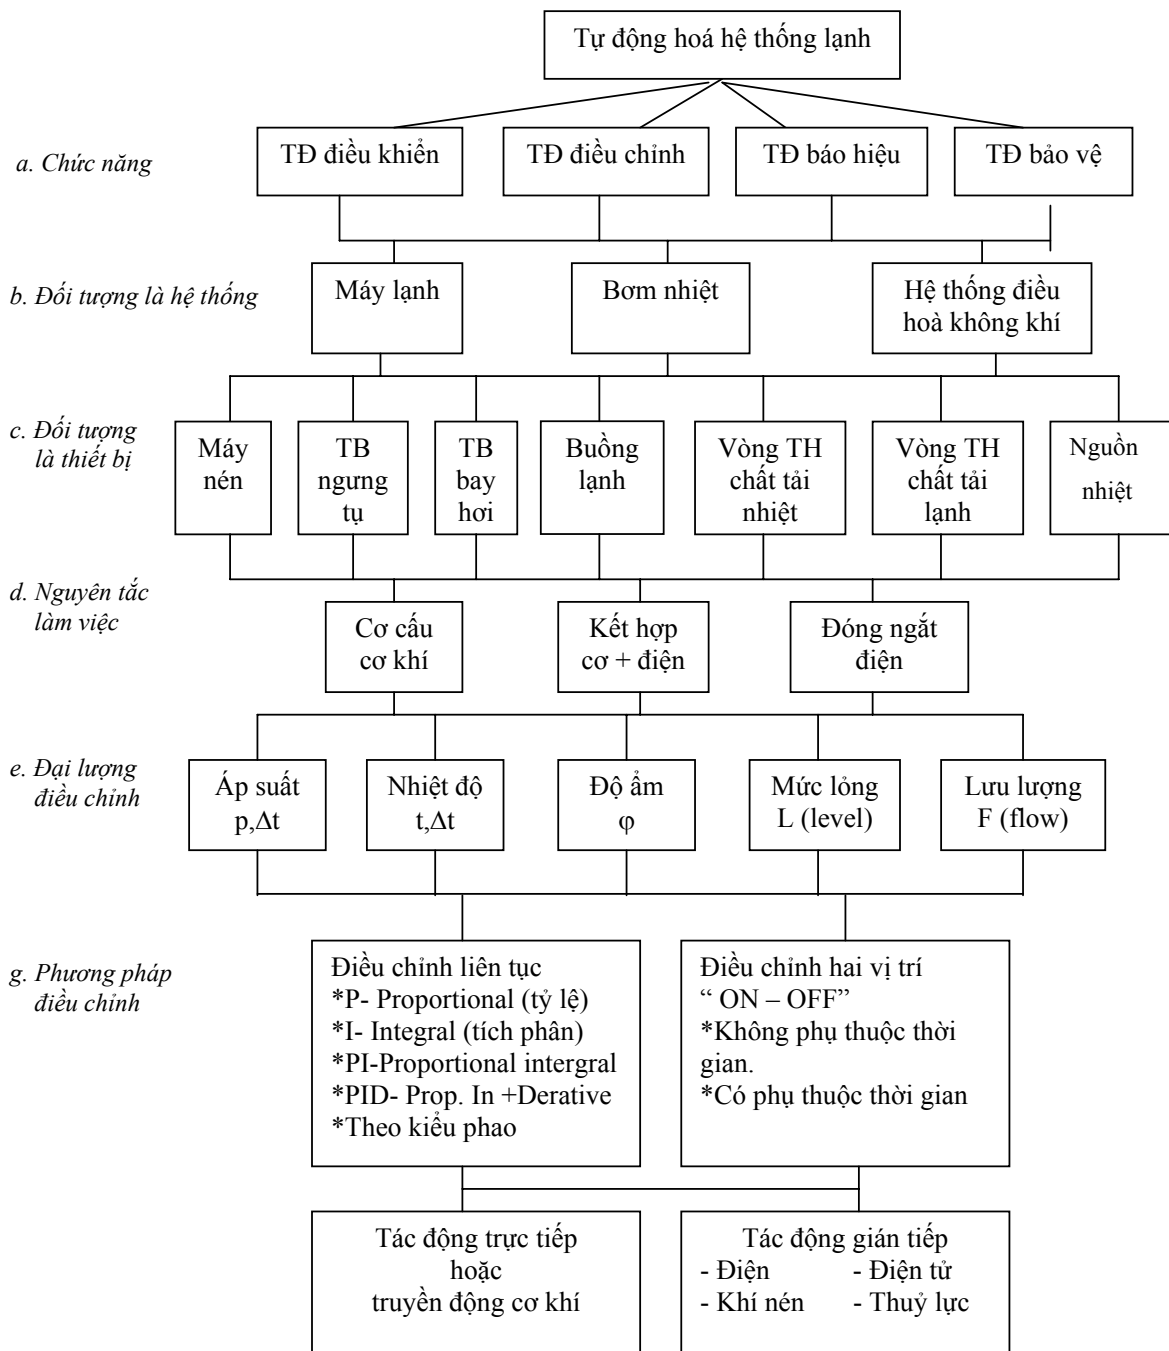 Tự động hoá hệ thống lạnh
a. Chức năng
TĐ điều khiển
TĐ điều chỉnh
TĐ báo hiệu
TĐ bảo vệ
b. Đối tượng là hệ thống
Máy lạnh
Bơm nhiệt
Hệ thống điều
hoà không khí
c. Đối tượng
là thiết bị
Máy
nén
TB
ngưng
tụ
TB
bay
hơi
Buồng
lạnh
Vòng TH
chất tải
nhiệt
Vòng TH
chất tải
lạnh
Nguồn
nhiệt
d. Nguyên tắc
làm việc
Cơ cấu
cơ khí
Kết hợp
cơ + điện
Đóng ngắt
điện
e. Đại lượng
điều chỉnh
Áp suất
p,Δt
Nhiệt độ
t,Δt
Độ ẩm
φ
Mức lỏng
L (level)
Lưu lượng
F (flow)
g. Phương pháp
điều chỉnh
Điều chỉnh liên tục
*P- Proportional (tỷ lệ)
*I- Integral (tích phân)
*PI-Proportional intergral
*PID- Prop. In +Derative
*Theo kiểu phao
Điều chỉnh hai vị trí
“ ON – OFF”
*Không phụ thuộc thời
gian.
*Có phụ thuộc thời gian
Tác động trực tiếp
hoặc
truyền động cơ khí
Tác động gián tiếp
- Điện - Điện tử
- Khí nén - Thuỷ lực